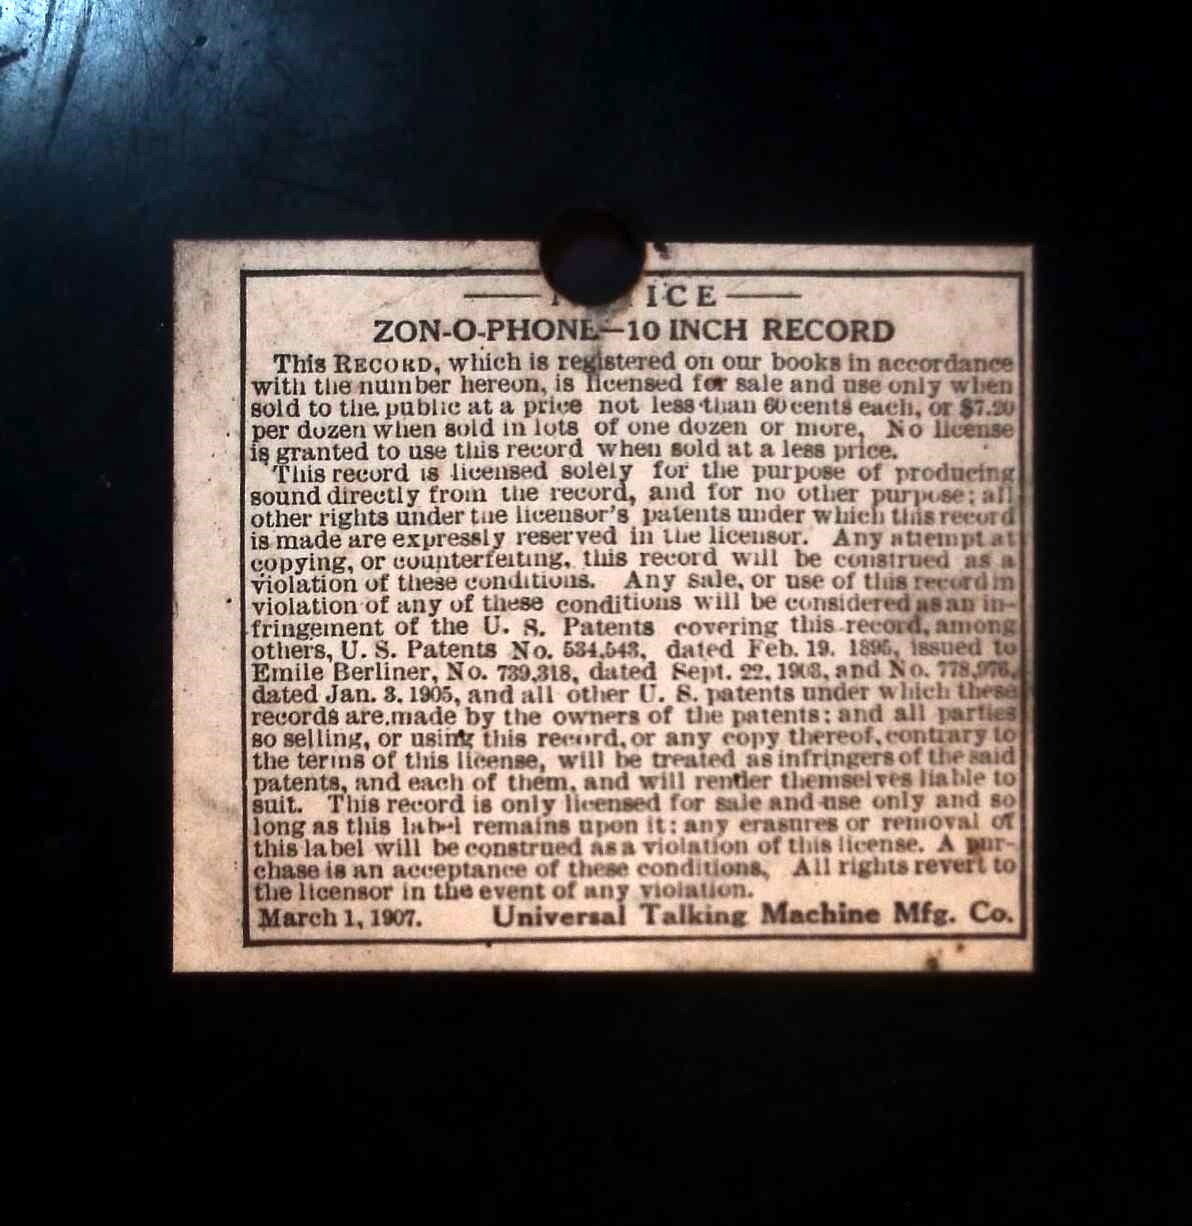 ICE
ZON-O-PHONE—10 INCH RECORD
This RECORD, which is registered on our books in accordance
with the number hereon, is licensed for sale and use only when
sold to the public at a price not less than 60 cents each, or $7.20
per dozen when sold in lots of one dozen or more. No license
is granted to use this record when sold at a less price.
This record is licensed solely for the purpose of producing
sound directly from the record, and for no other purpose; all
other rights under the licensor's patents under which this record
is made are expressly reserved in the licensor. Any attempt at
copying, or counterfeiting, this record will be construed as a
violation of these conditions. Any sale, or use of this record in
violation of any of these conditions will be considered as an in-
fringement of the U. S. Patents covering this record, among
others, U. S. Patents No. 534,543, dated Feb. 19, 1895, issued to
Emile Berliner, No. 739,318, dated Sept. 22, 1903, and No. 778,976,
dated Jan. 3, 1905, and all other U. S. patents under which these
records are made by the owners of the patents; and all parties
so selling, or using this record, or any copy thereof, contrary to
the terms of this license, will be treated as infringers of the said
patents, and each of them, and will render themselves liable to
suit. This record is only licensed for sale and use only and so
long as this label remains upon it; any erasures or removal of
this label will be construed as a violation of this license. A pur-
chase is an acceptance of these conditions. All rights revert to
the licensor in the event of any violation.
March 1, 1907. Universal Talking Machine Mfg. Co.